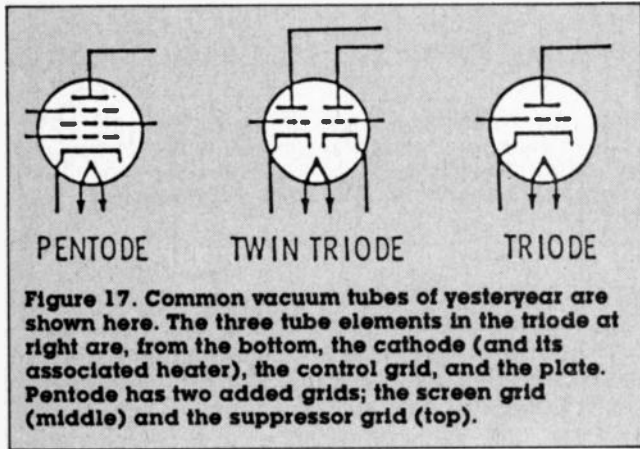 PENTODE TWIN TRIODE TRIODE
Figure 17. Common vacuum tubes of yesteryear are
shown here. The three tube elements in the triode at
right are, from the bottom, the cathode (and its
associated heater), the control grid, and the plate.
Pentode has two added grids; the screen grid
(middle) and the suppressor grid (top).